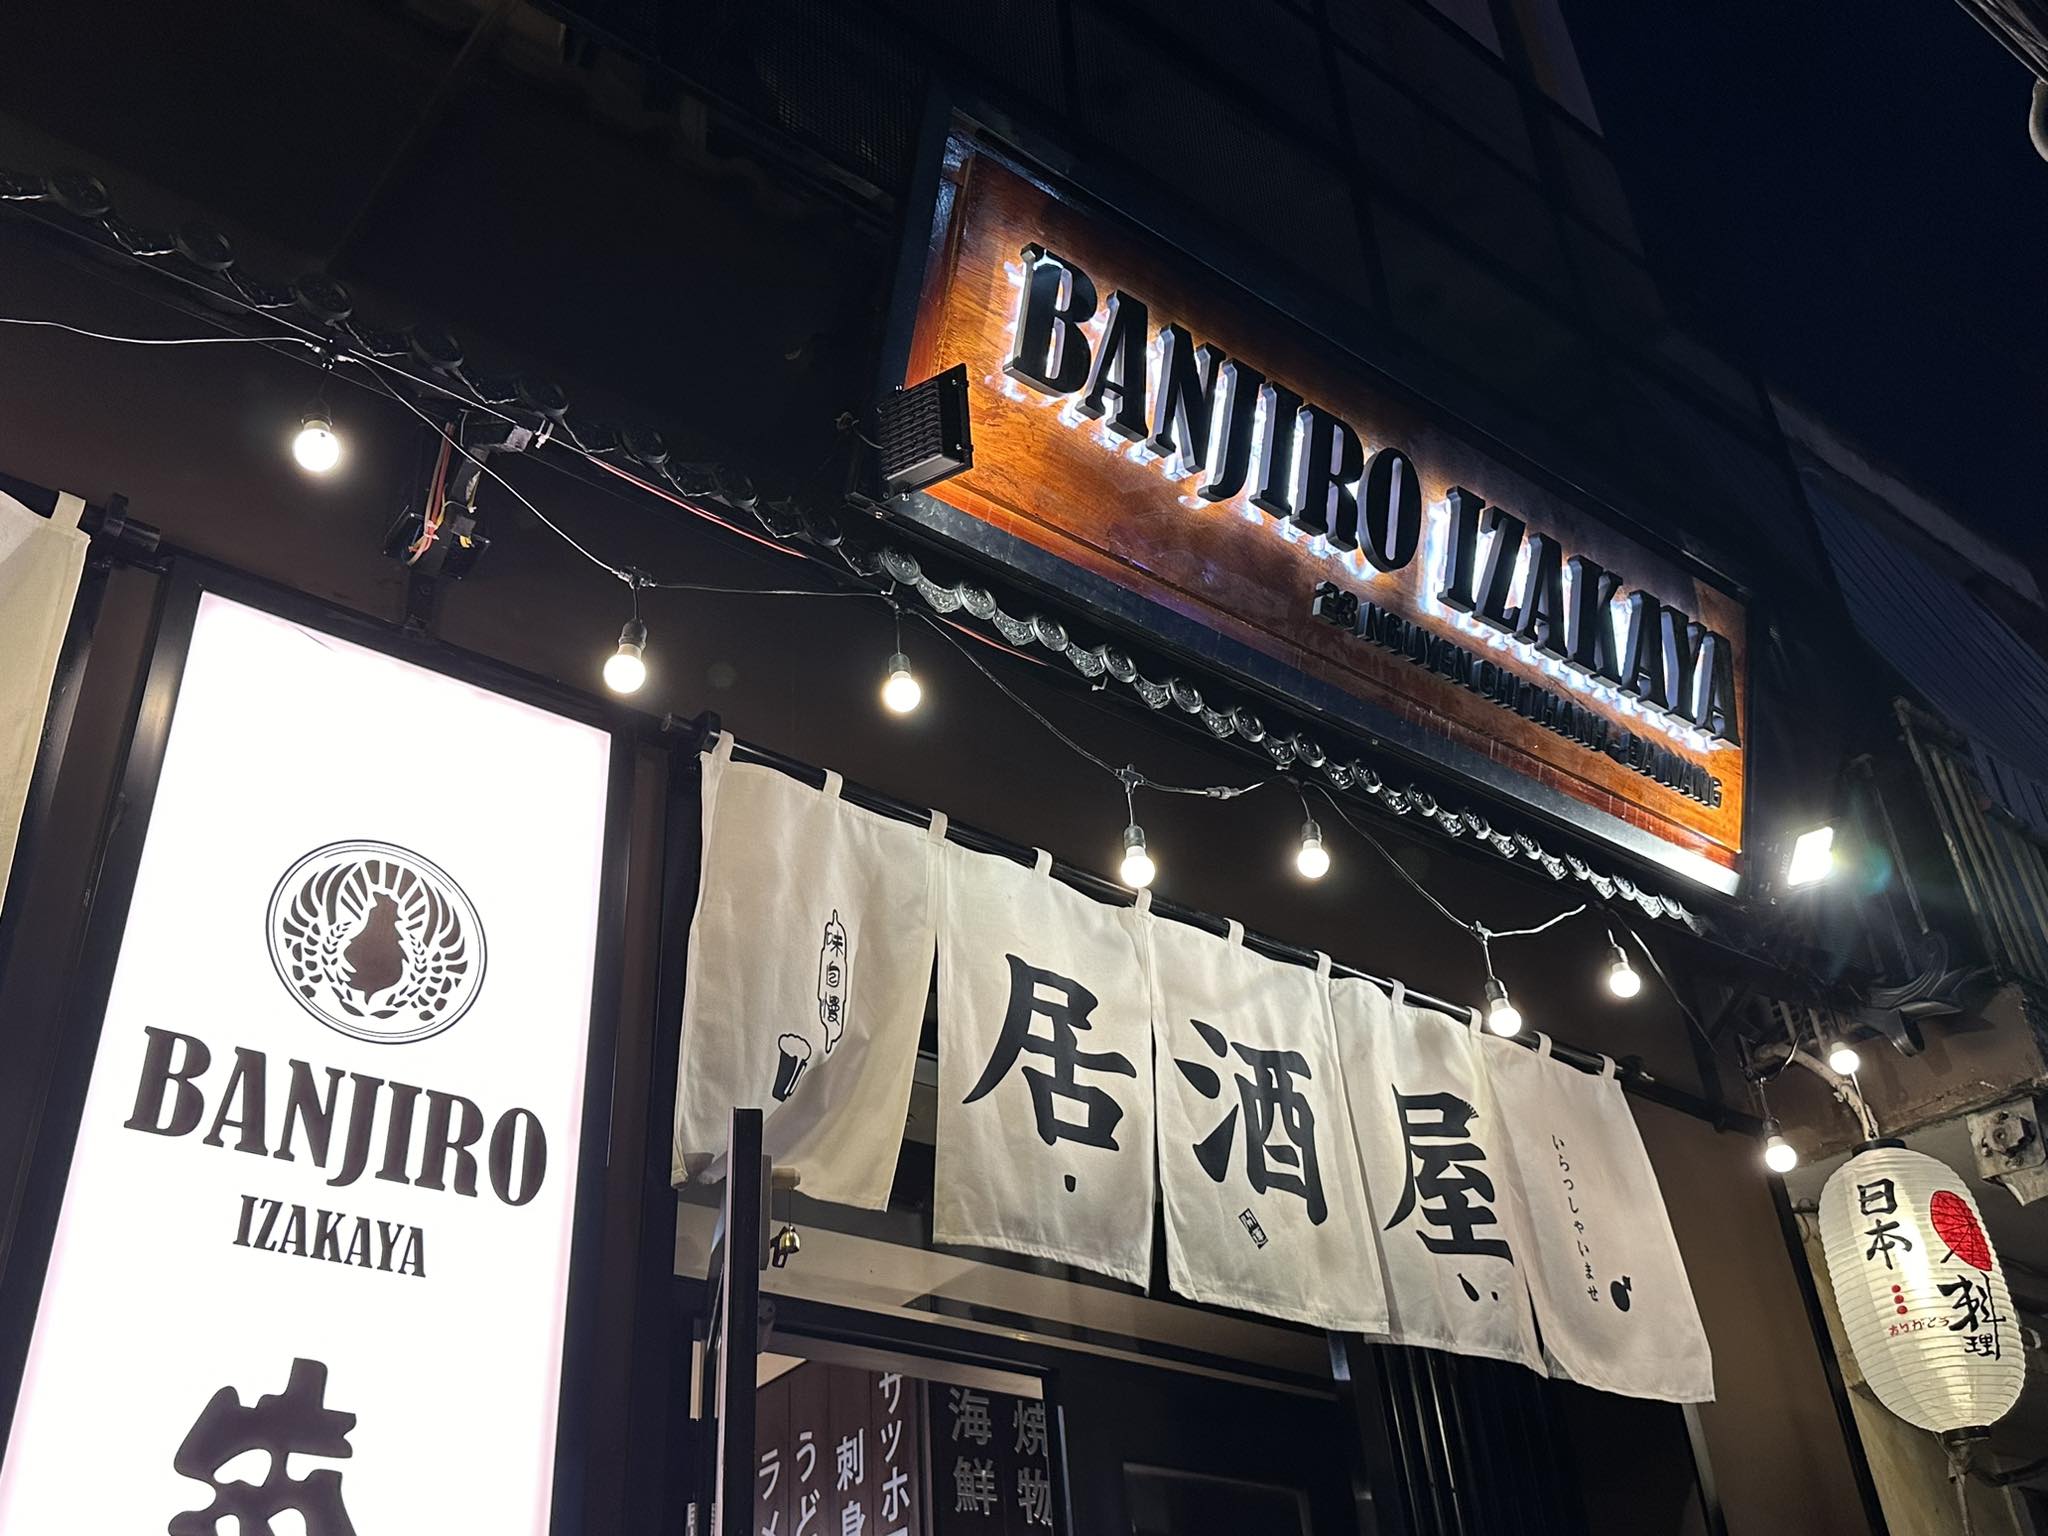 BANJIRO IZAKAYA
23 NGUYEN CHI THANH - DA NANG
BANJIRO
IZAKAYA
味自慢
居酒屋
いらっしゃいませ
日本
料理
ありがとう
焼物
海鮮
サッポ
刺身
うど
ラ